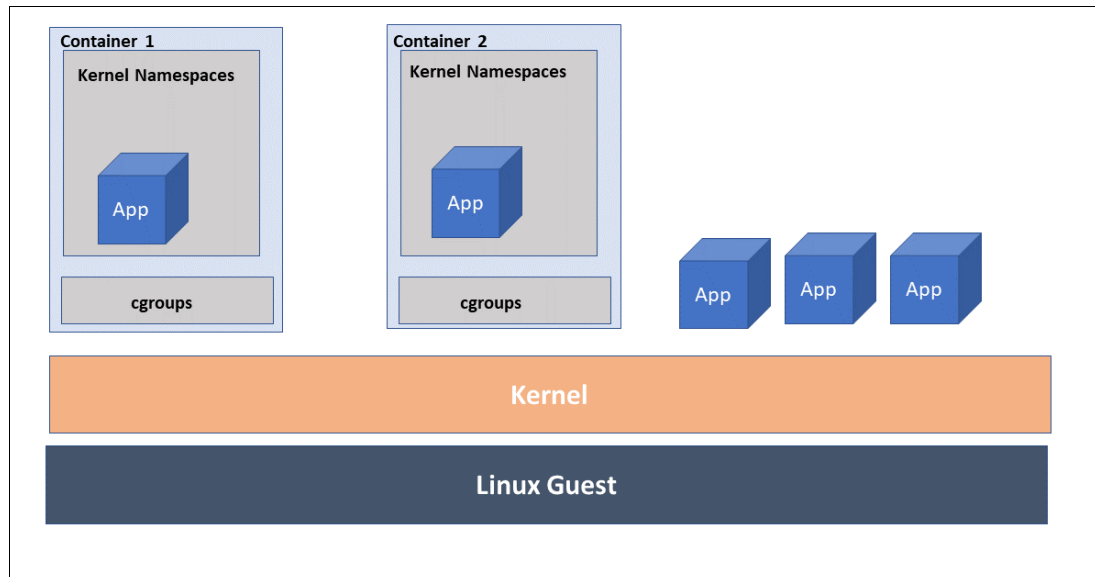 Container 1
Kernel Namespaces
App
cgroups
Container 2
Kernel Namespaces
App
cgroups
App
App
App
Kernel
Linux Guest